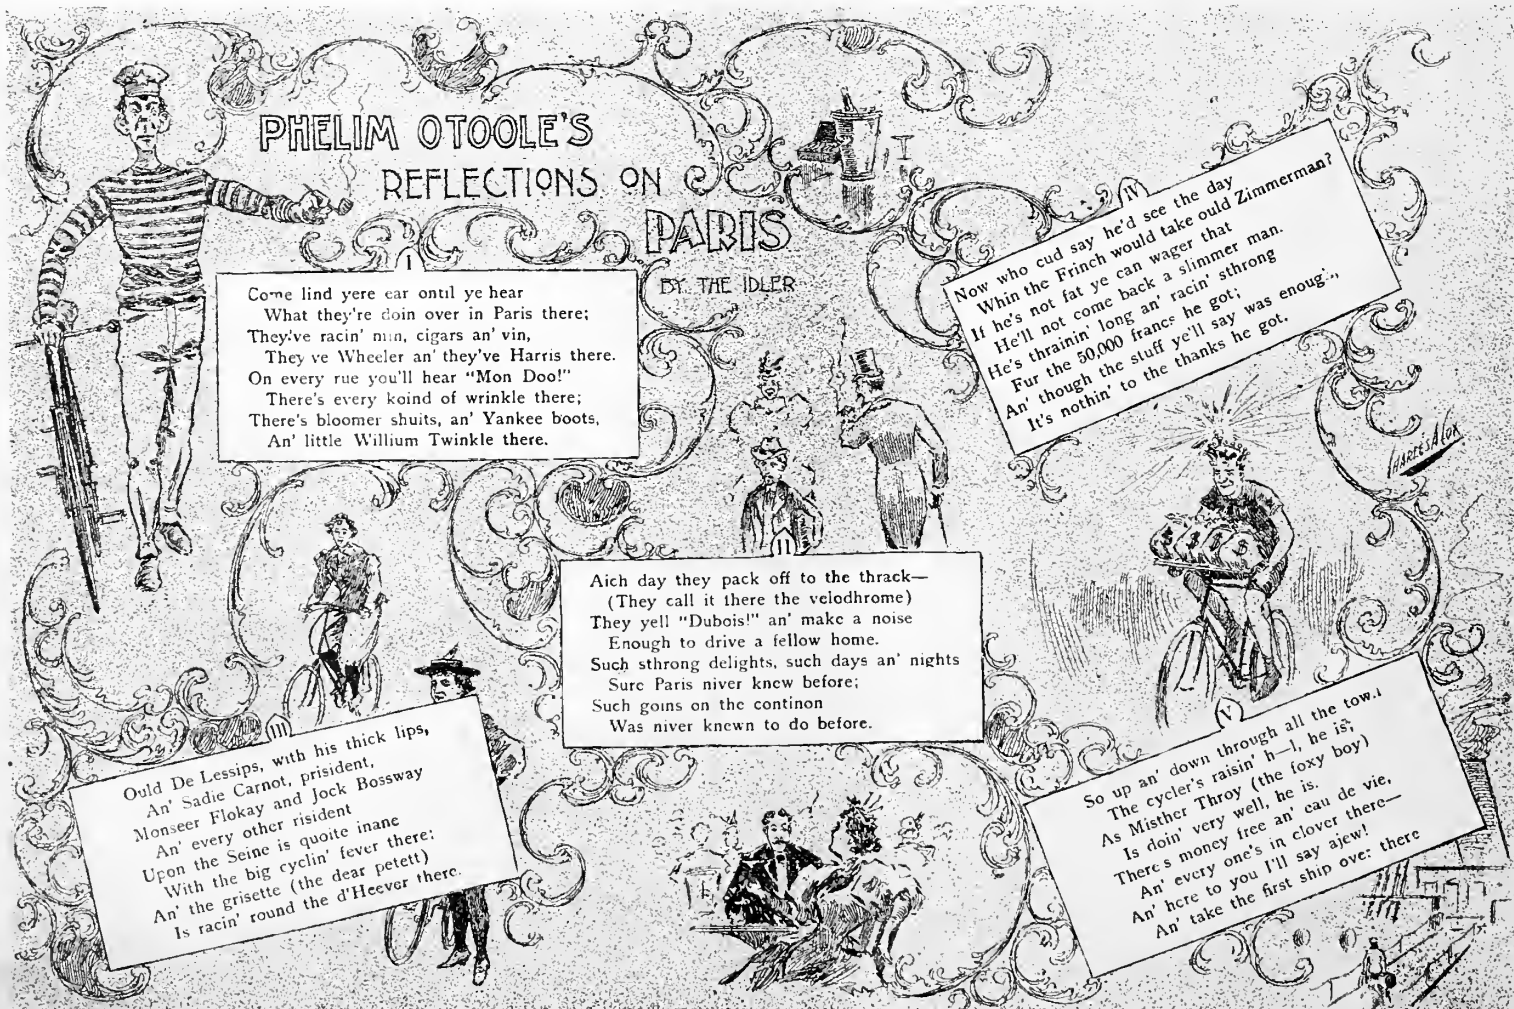 PHELIM OTOOLE'S
REFLECTIONS ON
PARIS
BY THE IDLER
I
Come lind yere ear ontil ye hear
What they're doin over in Paris there;
They've racin' min, cigars an' vin,
They ve Wheeler an' they've Harris there.
On every rue you'll hear "Mon Doo!"
There's every koind of wrinkle there;
There's bloomer shuits, an' Yankee boots,
An' little Willium Twinkle there.
II
Aich day they pack off to the thrack—
(They call it there the velodhrome)
They yell "Dubois!" an' make a noise
Enough to drive a fellow home.
Such sthrong delights, such days an' nights
Sure Paris niver knew before;
Such goins on the continon
Was niver knewn to do before.
III
Ould De Lessips, with his thick lips,
An' Sadie Carnot, prisident,
Monseer Flokay and Jock Bossway
An' every other risident
Upon the Seine is quoite inane
With the big cyclin' fever there;
An' the grisette (the dear petett)
Is racin' round the d'Heever there.
IV
Now who cud say he'd see the day
Whin the Frinch would take ould Zimmerman?
If he's not fat ye can wager that
He'll not come back a slimmer man.
He's thrainin' long an' racin' sthrong
Fur the 50,000 francs he got;
An' though the stuff ye'll say was enough,
It's nothin' to the thanks he got.
CHARLES A COX
V
So up an' down through all the town
The cycler's raisin' h—l, he is;
As Misther Throy (the foxy boy)
Is doin' very well, he is.
There s money free an' eau de vie,
An' every one's in clover there—
An' here to you I'll say ajew!
An' take the first ship over there
$ $ $ $